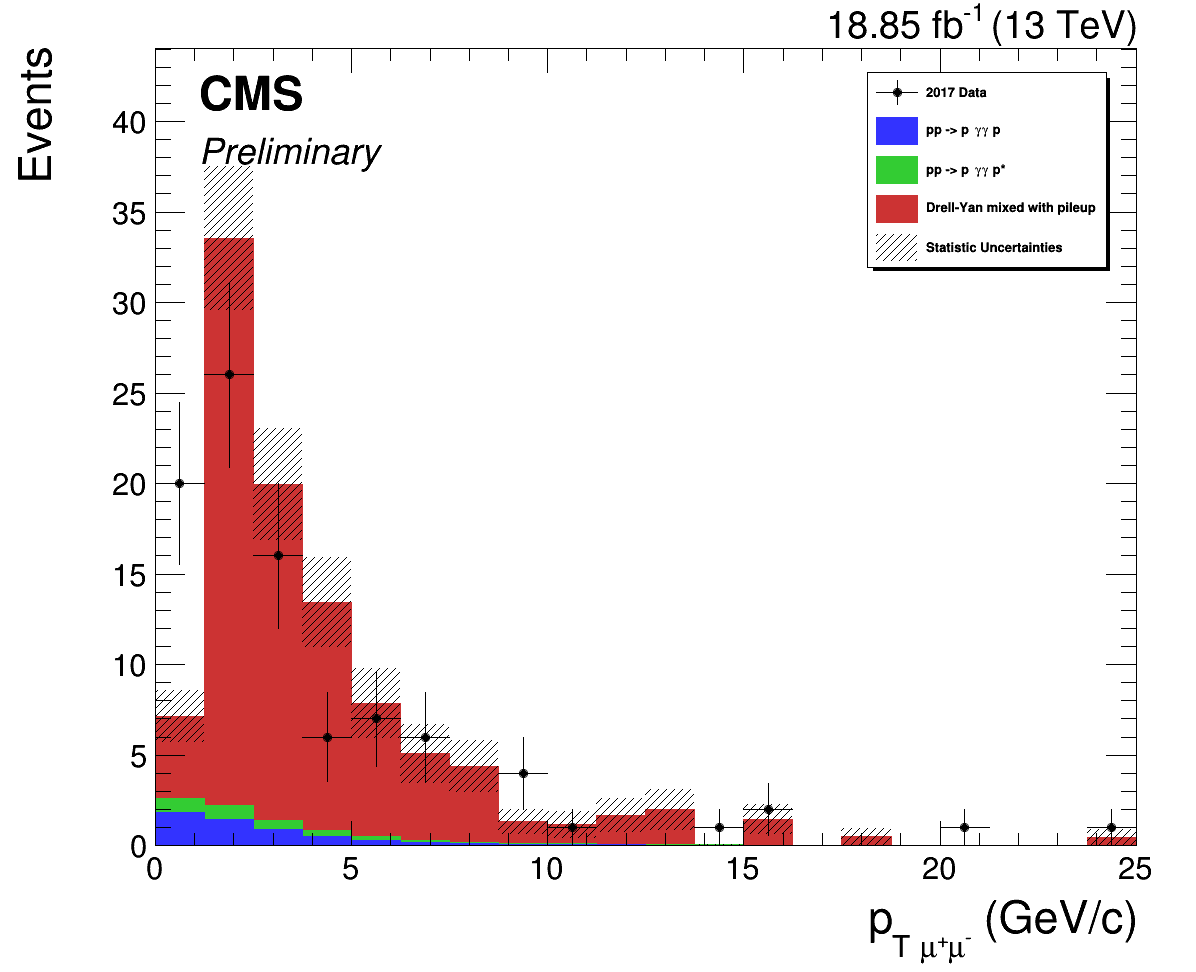 18.85 fb⁻¹ (13 TeV)
Events
CMS
Preliminary
2017 Data
pp -> p γγ p
pp -> p γγ p*
Drell-Yan mixed with pileup
Statistic Uncertainties
40
35
30
25
20
15
10
5
0
0 5 10 15 20 25
p_T μ⁺μ⁻ (GeV/c)